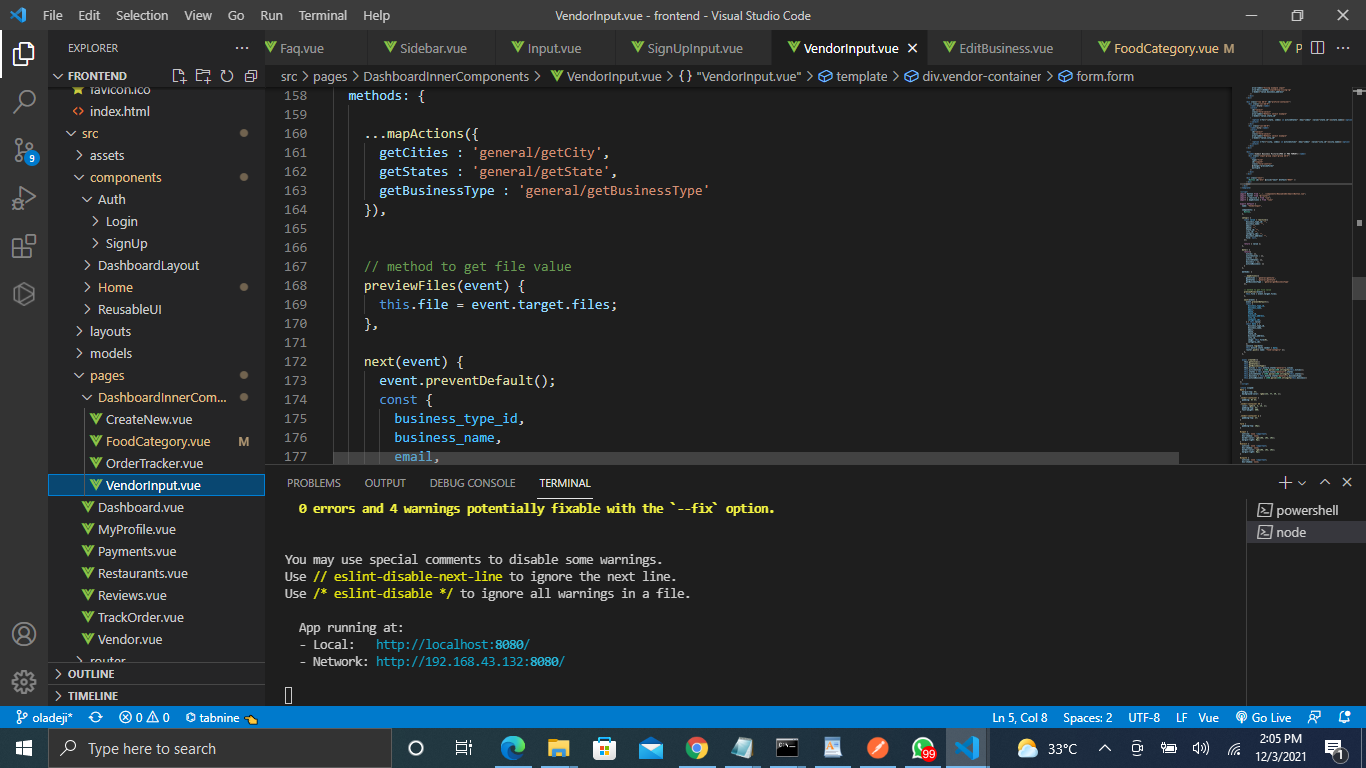 File Edit Selection View Go Run Terminal Help VendorInput.vue - frontend - Visual Studio Code
EXPLORER ...
Faq.vue Sidebar.vue Input.vue SignUpInput.vue VendorInput.vue EditBusiness.vue FoodCategory.vue M P
src > pages > DashboardInnerComponents > VendorInput.vue > {} "VendorInput.vue" > template > div.vendor-container > form.form
FRONTEND
favicon.ico
index.html
src
assets
components
Auth
Login
SignUp
DashboardLayout
Home
ReusableUI
layouts
models
pages
DashboardInnerCom...
CreateNew.vue
FoodCategory.vue M
OrderTracker.vue
VendorInput.vue
Dashboard.vue
MyProfile.vue
Payments.vue
Restaurants.vue
Reviews.vue
TrackOrder.vue
Vendor.vue
router
OUTLINE
TIMELINE
9
158 methods: {
159
160 ...mapActions({
161 getCities : 'general/getCity',
162 getStates : 'general/getState',
163 getBusinessType : 'general/getBusinessType'
164 }),
165
166
167 // method to get file value
168 previewFiles(event) {
169 this.file = event.target.files;
170 },
171
172 next(event) {
173 event.preventDefault();
174 const {
175 business_type_id,
176 business_name,
177 email,
PROBLEMS OUTPUT DEBUG CONSOLE TERMINAL
0 errors and 4 warnings potentially fixable with the `--fix` option.
You may use special comments to disable some warnings.
Use // eslint-disable-next-line to ignore the next line.
Use /* eslint-disable */ to ignore all warnings in a file.
App running at:
- Local: http://localhost:8080/
- Network: http://192.168.43.132:8080/
powershell
node
oladeji* 0 0 tabnine Ln 5, Col 8 Spaces: 2 UTF-8 LF Vue Go Live
Type here to search 99 33°C 2:05 PM
12/3/2021 1